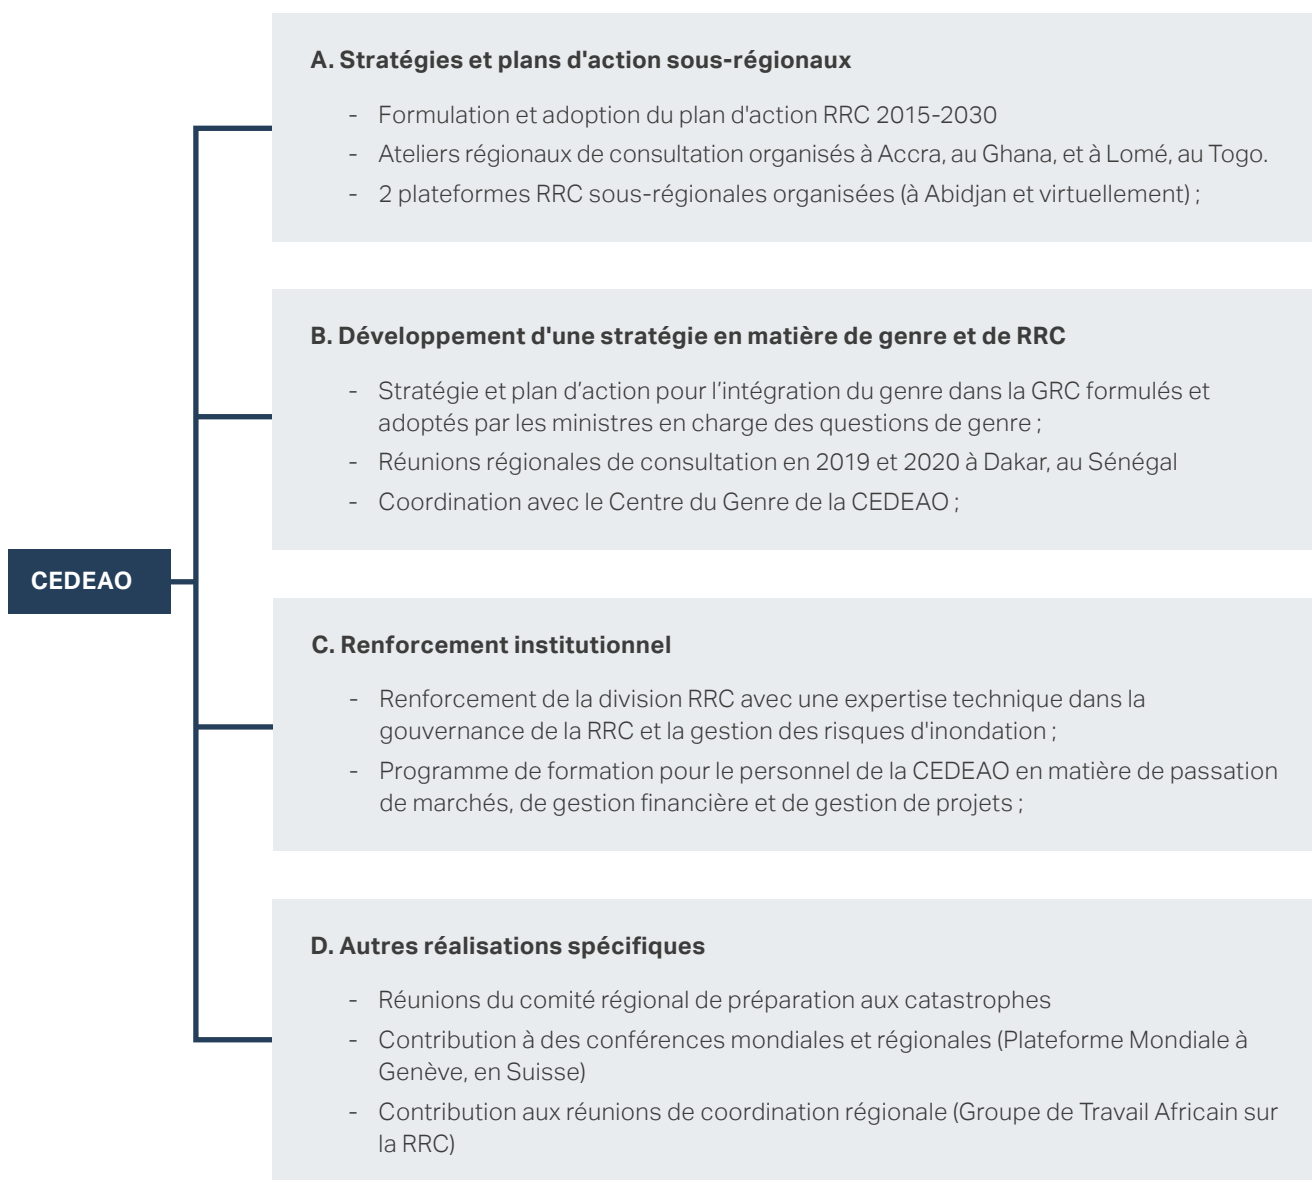 A. Stratégies et plans d'action sous-régionaux
- Formulation et adoption du plan d'action RRC 2015-2030
- Ateliers régionaux de consultation organisés à Accra, au Ghana, et à Lomé, au Togo.
- 2 plateformes RRC sous-régionales organisées (à Abidjan et virtuellement) ;
B. Développement d'une stratégie en matière de genre et de RRC
- Stratégie et plan d’action pour l’intégration du genre dans la GRC formulés et
adoptés par les ministres en charge des questions de genre ;
- Réunions régionales de consultation en 2019 et 2020 à Dakar, au Sénégal
- Coordination avec le Centre du Genre de la CEDEAO ;
CEDEAO
C. Renforcement institutionnel
- Renforcement de la division RRC avec une expertise technique dans la
gouvernance de la RRC et la gestion des risques d'inondation ;
- Programme de formation pour le personnel de la CEDEAO en matière de passation
de marchés, de gestion financière et de gestion de projets ;
D. Autres réalisations spécifiques
- Réunions du comité régional de préparation aux catastrophes
- Contribution à des conférences mondiales et régionales (Plateforme Mondiale à
Genève, en Suisse)
- Contribution aux réunions de coordination régionale (Groupe de Travail Africain sur
la RRC)